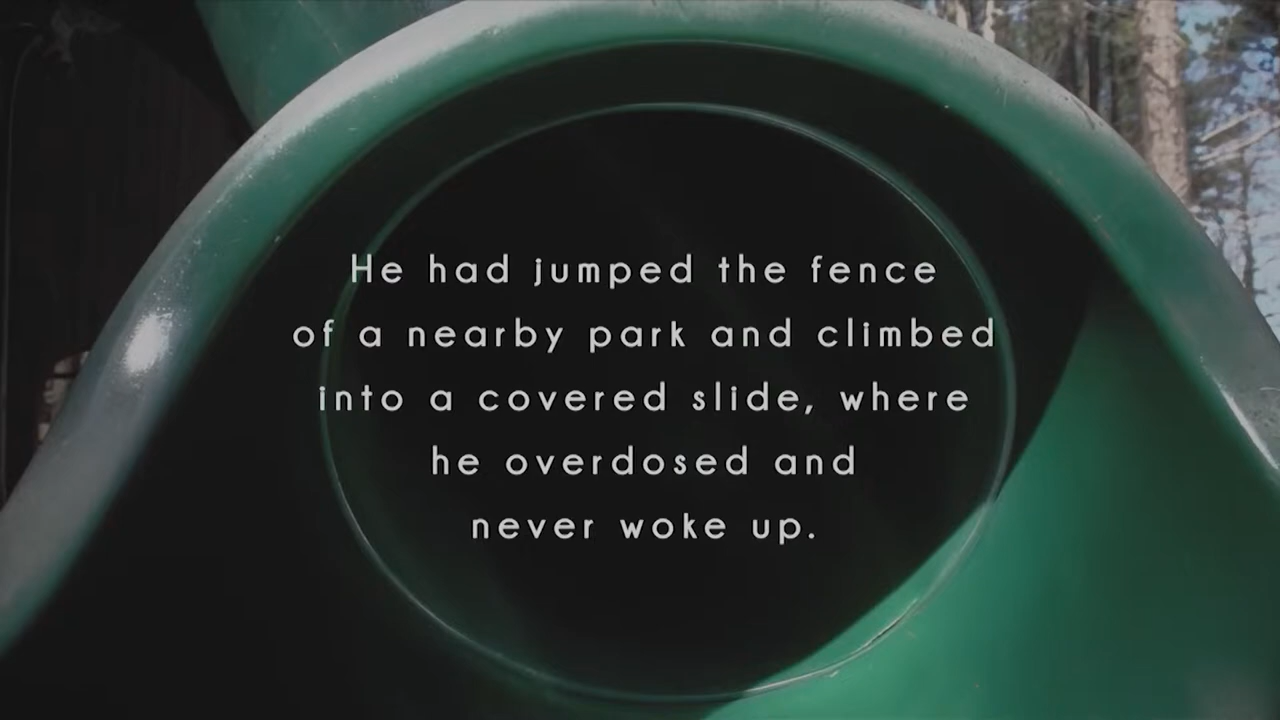 He had jumped the fence
of a nearby park and climbed
into a covered slide, where
he overdosed and
never woke up.